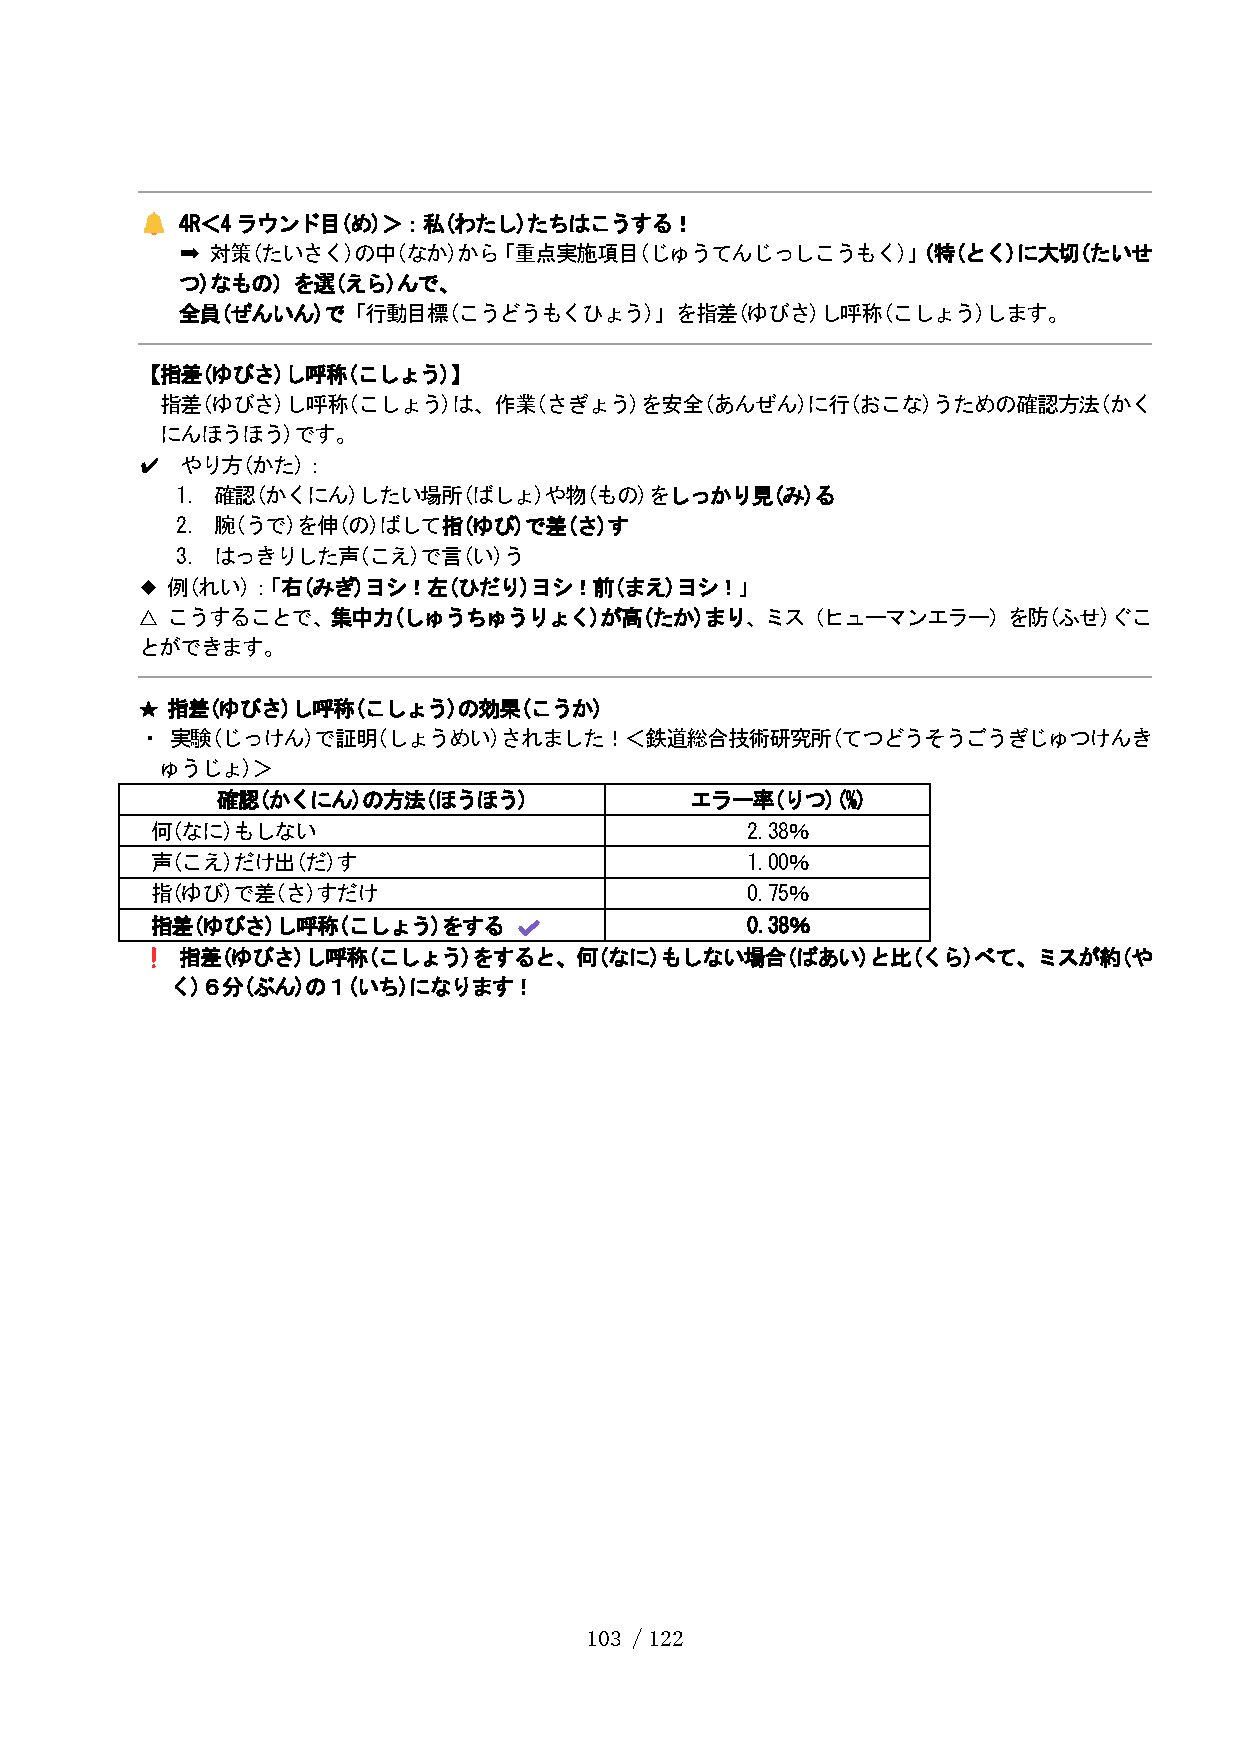 🔔 4R＜4 ラウンド目(め)＞：私(わたし)たちはこうする！
➡ 対策(たいさく)の中(なか)から「重点実施項目(じゅうてんじっしこうもく)」(特(とく)に大切(たいせ
つ)なもの）を選(えら)んで、
全員(ぜんいん)で「行動目標(こうどうもくひょう)」を指差(ゆびさ)し呼称(こしょう)します。
【指差(ゆびさ)し呼称(こしょう)】
指差(ゆびさ)し呼称(こしょう)は、作業(さぎょう)を安全(あんぜん)に行(おこな)うための確認方法(かく
にんほうほう)です。
✔ やり方(かた)：
1. 確認(かくにん)したい場所(ばしょ)や物(もの)をしっかり見(み)る
2. 腕(うで)を伸(の)ばして指(ゆび)で差(さ)す
3. はっきりした声(こえ)で言(い)う
◆ 例(れい)：「右(みぎ)ヨシ！左(ひだり)ヨシ！前(まえ)ヨシ！」
△ こうすることで、集中力(しゅうちゅうりょく)が高(たか)まり、ミス（ヒューマンエラー）を防(ふせ)ぐこ
とができます。
★ 指差(ゆびさ)し呼称(こしょう)の効果(こうか)
・ 実験(じっけん)で証明(しょうめい)されました！＜鉄道総合技術研究所(てつどうそうごうぎじゅつけんき
ゅうじょ)＞
確認(かくにん)の方法(ほうほう) エラー率(りつ)(%)
何(なに)もしない 2.38％
声(こえ)だけ出(だ)す 1.00％
指(ゆび)で差(さ)すだけ 0.75％
指差(ゆびさ)し呼称(こしょう)をする ✔ 0.38％
❗ 指差(ゆびさ)し呼称(こしょう)をすると、何(なに)もしない場合(ばあい)と比(くら)べて、ミスが約(や
く)６分(ぶん)の１(いち)になります！
103 / 122